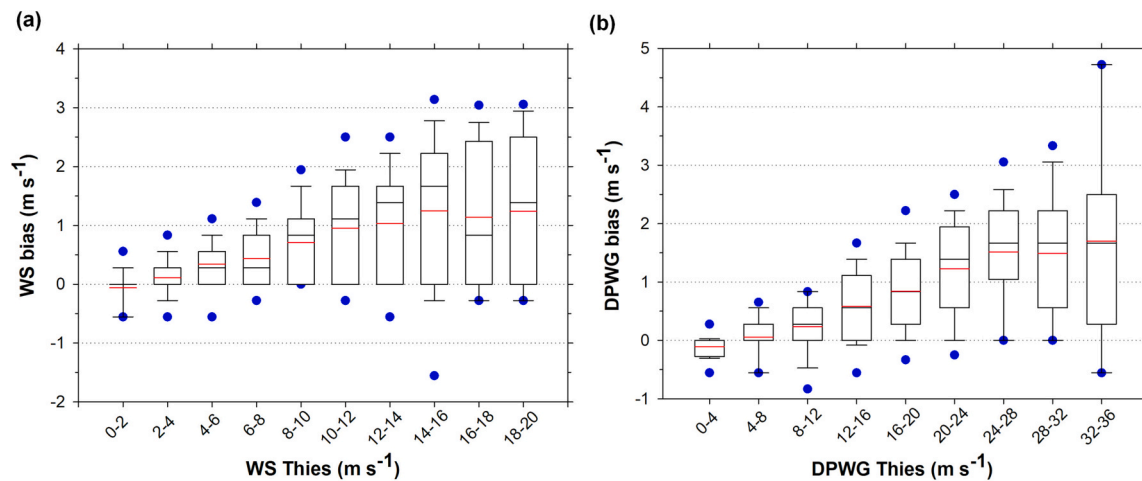 (a)
WS bias (m s⁻¹)
4
3
2
1
0
-1
-2
0-2 2-4 4-6 6-8 8-10 10-12 12-14 14-16 16-18 18-20
WS Thies (m s⁻¹)
(b)
DPWG bias (m s⁻¹)
5
4
3
2
1
0
-1
0-4 4-8 8-12 12-16 16-20 20-24 24-28 28-32 32-36
DPWG Thies (m s⁻¹)